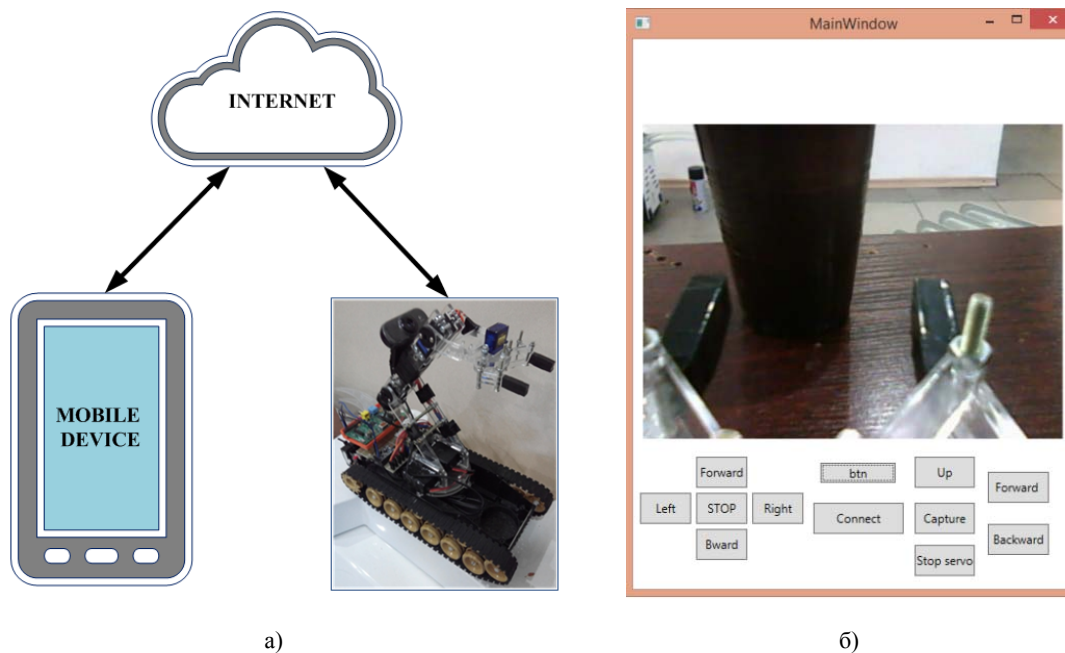 INTERNET
MOBILE
DEVICE
а)
MainWindow
Forward
btn
Up
Forward
Left
STOP
Right
Connect
Capture
Bward
Backward
Stop servo
б)